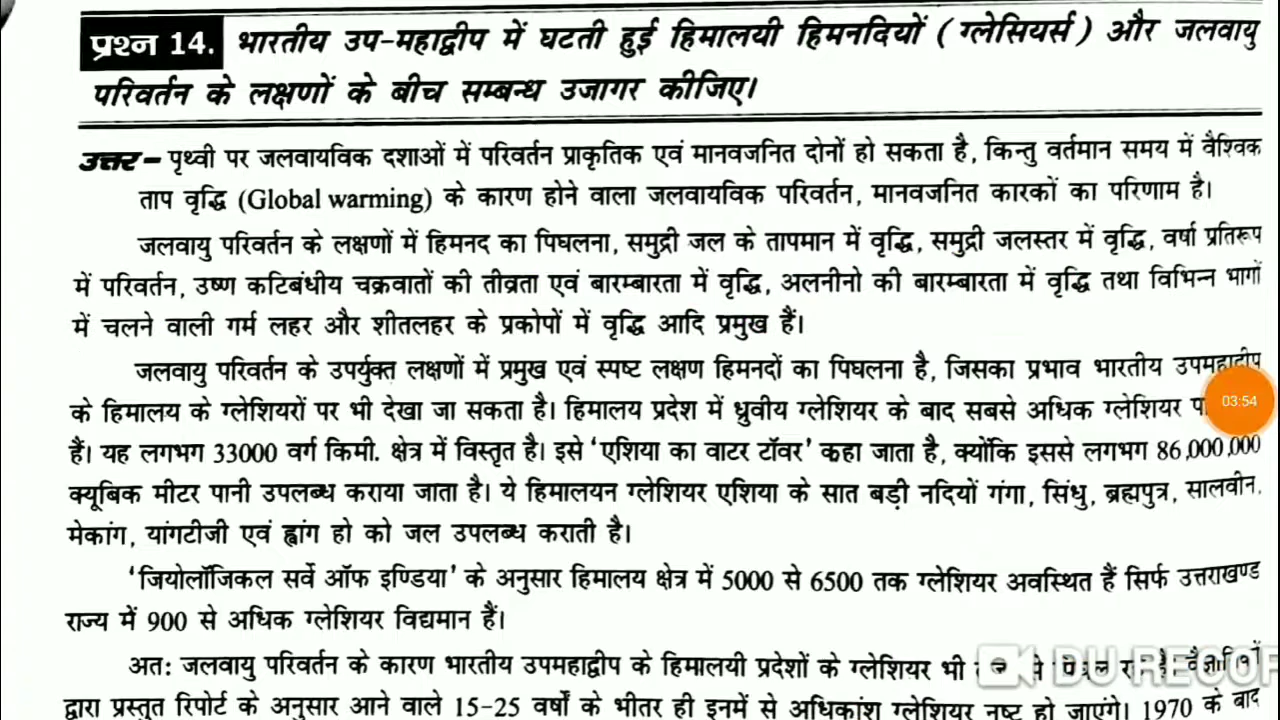 प्रश्न 14. भारतीय उप-महाद्वीप में घटती हुई हिमालयी हिमनदियों (ग्लेसियर्स) और जलवायु
परिवर्तन के लक्षणों के बीच सम्बन्ध उजागर कीजिए।
उत्तर – पृथ्वी पर जलवायविक दशाओं में परिवर्तन प्राकृतिक एवं मानवजनित दोनों हो सकता है, किन्तु वर्तमान समय में वैश्विक
ताप वृद्धि (Global warming) के कारण होने वाला जलवायविक परिवर्तन, मानवजनित कारकों का परिणाम है।
जलवायु परिवर्तन के लक्षणों में हिमनद का पिघलना, समुद्री जल के तापमान में वृद्धि, समुद्री जलस्तर में वृद्धि, वर्षा प्रतिरूप
में परिवर्तन, उष्ण कटिबंधीय चक्रवातों की तीव्रता एवं बारम्बारता में वृद्धि, अलनीनो की बारम्बारता में वृद्धि तथा विभिन्न भागों
में चलने वाली गर्म लहर और शीतलहर के प्रकोपों में वृद्धि आदि प्रमुख हैं।
जलवायु परिवर्तन के उपर्युक्त लक्षणों में प्रमुख एवं स्पष्ट लक्षण हिमनदों का पिघलना है, जिसका प्रभाव भारतीय उपमहाद्वीप
के हिमालय के ग्लेशियरों पर भी देखा जा सकता है। हिमालय प्रदेश में ध्रुवीय ग्लेशियर के बाद सबसे अधिक ग्लेशियर
03:54
हैं। यह लगभग 33000 वर्ग किमी. क्षेत्र में विस्तृत है। इसे 'एशिया का वाटर टॉवर' कहा जाता है, क्योंकि इससे लगभग 86,000,000
क्यूबिक मीटर पानी उपलब्ध कराया जाता है। ये हिमालयन ग्लेशियर एशिया के सात बड़ी नदियों गंगा, सिंधु, ब्रह्मपुत्र, सालवीन,
मेकांग, यांगटीजी एवं ह्वांग हो को जल उपलब्ध कराती है।
'जियोलॉजिकल सर्वे ऑफ इण्डिया' के अनुसार हिमालय क्षेत्र में 5000 से 6500 तक ग्लेशियर अवस्थित हैं सिर्फ उत्तराखण्ड
राज्य में 900 से अधिक ग्लेशियर विद्यमान हैं।
अत: जलवायु परिवर्तन के कारण भारतीय उपमहाद्वीप के हिमालयी प्रदेशों के ग्लेशियर भी
DU RECOR
द्वारा प्रस्तुत रिपोर्ट के अनुसार आने वाले 15-25 वर्षों के भीतर ही इनमें से अधिकांश ग्लेशियर नष्ट हो जाएंगे। 1970 के बाद